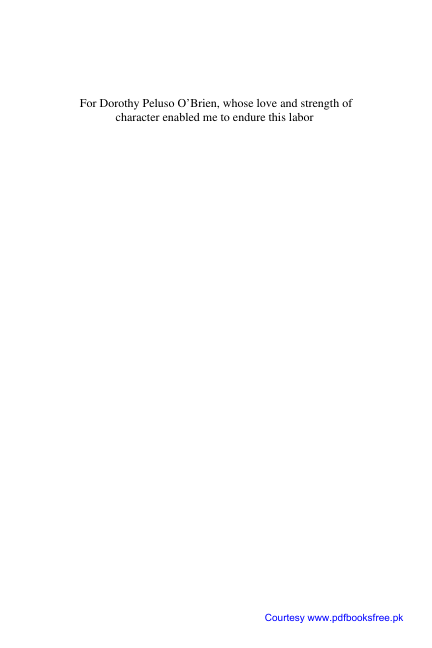 For Dorothy Peluso O’Brien, whose love and strength of
character enabled me to endure this labor
Courtesy www.pdfbooksfree.pk